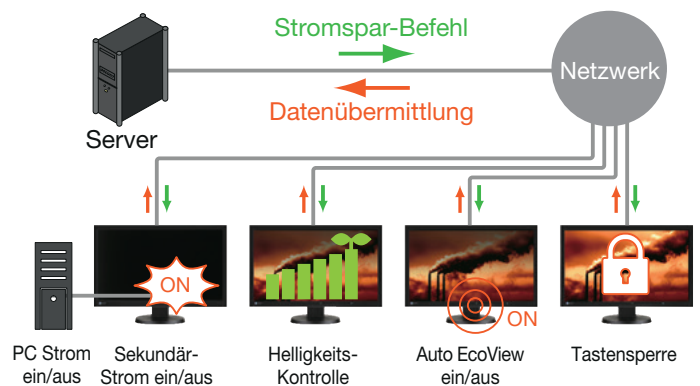 Stromspar-Befehl
Netzwerk
Datenübermittlung
Server
ON
ON
PC Strom
ein/aus
Sekundär-
Strom ein/aus
Helligkeits-
Kontrolle
Auto EcoView
ein/aus
Tastensperre